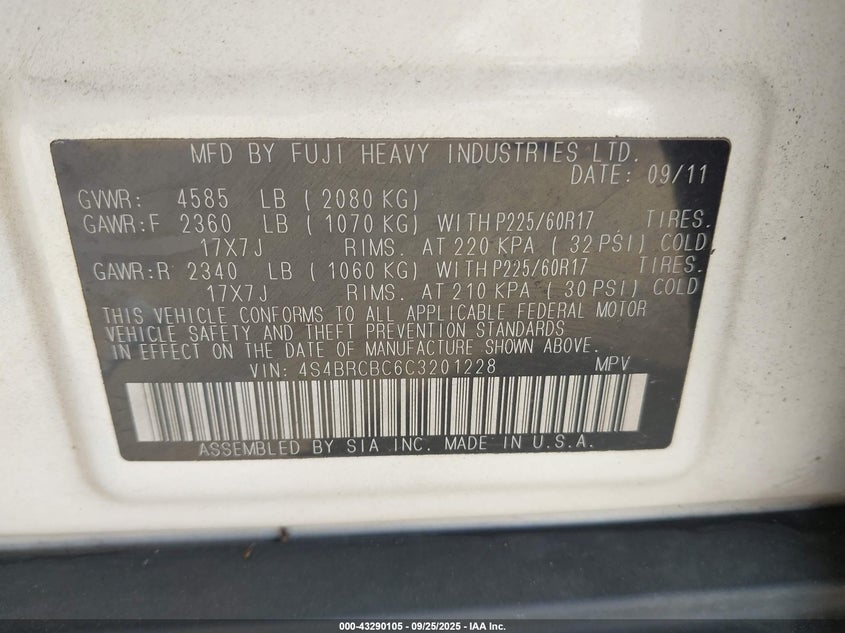 MFD BY FUJI HEAVY INDUSTRIES LTD.
DATE: 09/11
GVWR: 4585 LB ( 2080 KG)
GAWR:F 2360 LB ( 1070 KG) WITH P225/60R17 TIRES.
17X7J RIMS. AT 220 KPA ( 32 PSI) COLD
GAWR:R 2340 LB ( 1060 KG) WITH P225/60R17 TIRES.
17X7J RIMS. AT 210 KPA ( 30 PSI) COLD
THIS VEHICLE CONFORMS TO ALL APPLICABLE FEDERAL MOTOR
VEHICLE SAFETY AND THEFT PREVENTION STANDARDS
IN EFFECT ON THE DATE OF MANUFACTURE SHOWN ABOVE.
VIN: 4S4BRCBC6C3201228 MPV
ASSEMBLED BY SIA INC. MADE IN U.S.A.
000-43290105 - 09/25/2025 - IAA Inc.